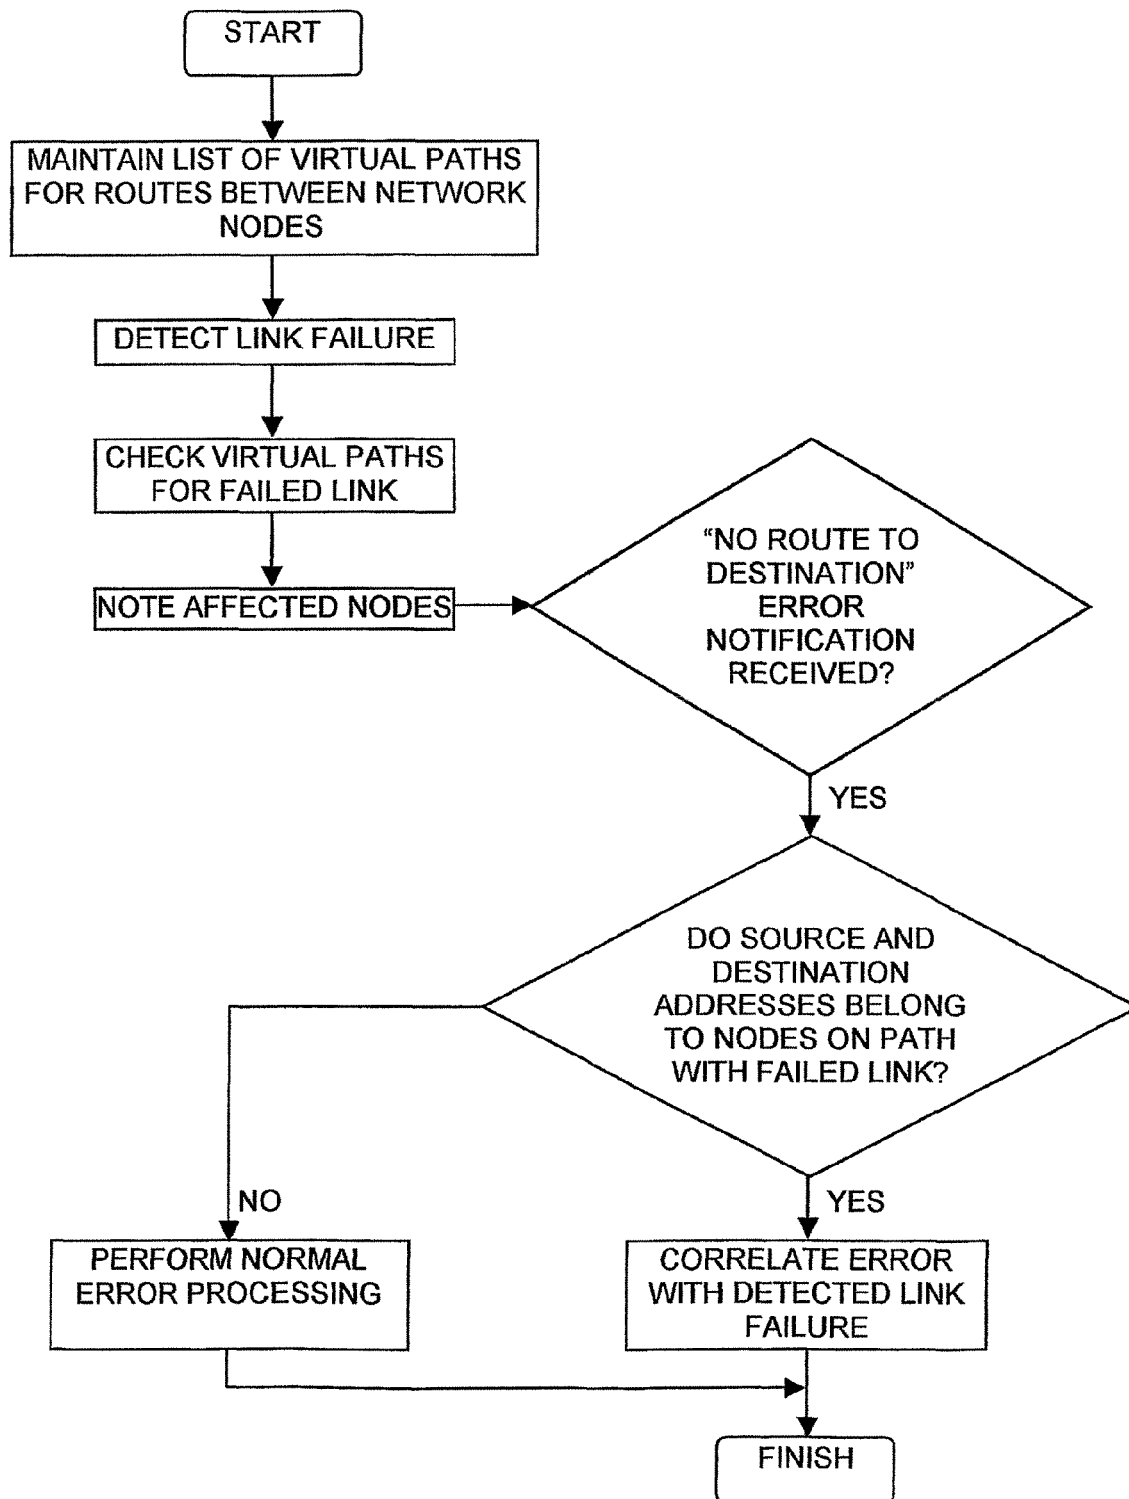 START
MAINTAIN LIST OF VIRTUAL PATHS
FOR ROUTES BETWEEN NETWORK
NODES
DETECT LINK FAILURE
CHECK VIRTUAL PATHS
FOR FAILED LINK
NOTE AFFECTED NODES
“NO ROUTE TO
DESTINATION”
ERROR
NOTIFICATION
RECEIVED?
YES
DO SOURCE AND
DESTINATION
ADDRESSES BELONG
TO NODES ON PATH
WITH FAILED LINK?
NO
YES
PERFORM NORMAL
ERROR PROCESSING
CORRELATE ERROR
WITH DETECTED LINK
FAILURE
FINISH